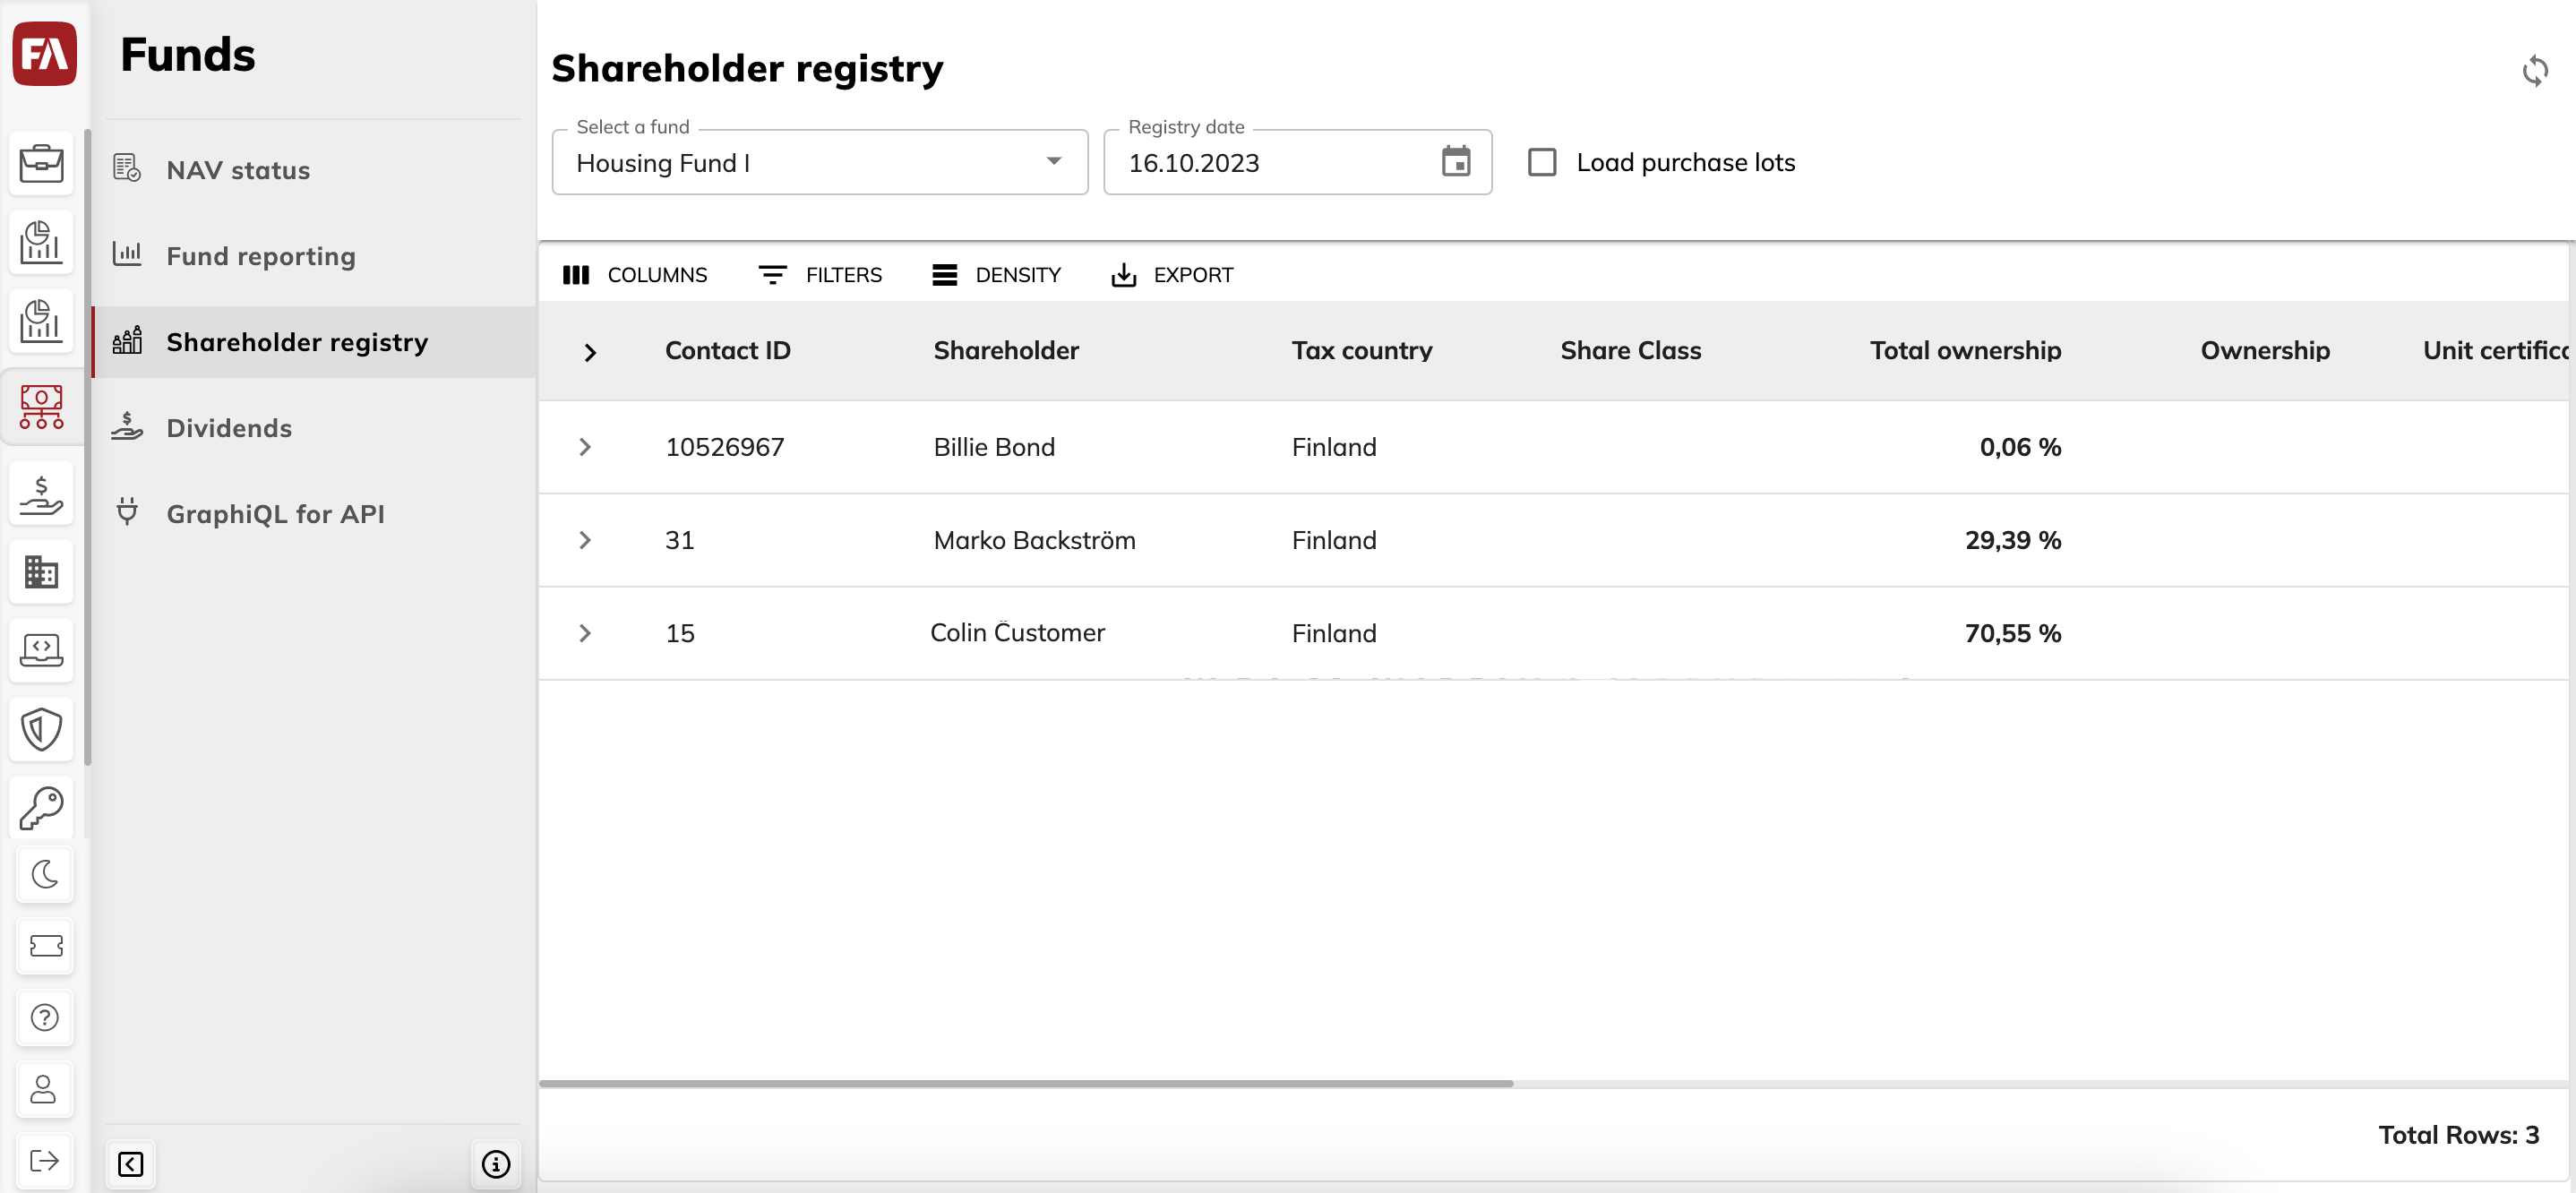 FA
Funds
NAV status
Fund reporting
Shareholder registry
Dividends
GraphiQL for API
Shareholder registry
Select a fund
Housing Fund I
Registry date
16.10.2023
Load purchase lots
COLUMNS FILTERS DENSITY EXPORT
Contact ID Shareholder Tax country Share Class Total ownership Ownership Unit certific
10526967 Billie Bond Finland 0,06 %
31 Marko Backström Finland 29,39 %
15 Colin Customer Finland 70,55 %
Total Rows: 3